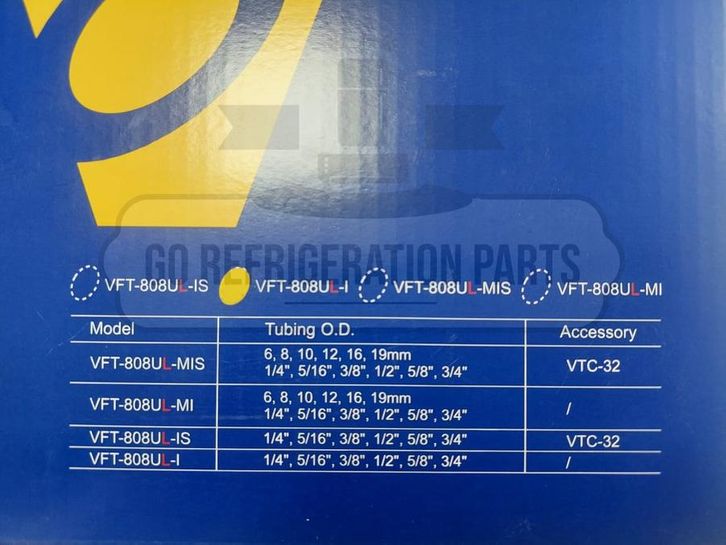 GO REFRIGERATION PARTS
VFT-808UL-IS VFT-808UL-I VFT-808UL-MIS VFT-808UL-MI
Model Tubing O.D. Accessory
VFT-808UL-MIS 6, 8, 10, 12, 16, 19mm VTC-32
1/4", 5/16", 3/8", 1/2", 5/8", 3/4"
VFT-808UL-MI 6, 8, 10, 12, 16, 19mm /
1/4", 5/16", 3/8", 1/2", 5/8", 3/4"
VFT-808UL-IS 1/4", 5/16", 3/8", 1/2", 5/8", 3/4" VTC-32
VFT-808UL-I 1/4", 5/16", 3/8", 1/2", 5/8", 3/4" /